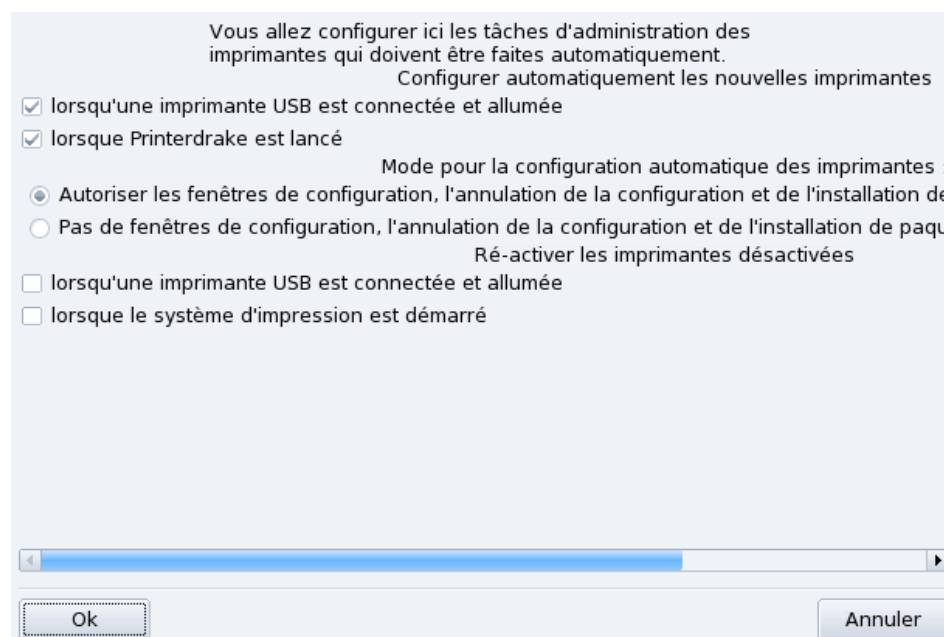 Vous allez configurer ici les tâches d'administration des
imprimantes qui doivent être faites automatiquement.
Configurer automatiquement les nouvelles imprimantes
lorsqu'une imprimante USB est connectée et allumée
lorsque Printerdrake est lancé
Mode pour la configuration automatique des imprimantes
Autoriser les fenêtres de configuration, l'annulation de la configuration et de l'installation de
Pas de fenêtres de configuration, l'annulation de la configuration et de l'installation de
Ré-activer les imprimantes désactivées
lorsqu'une imprimante USB est connectée et allumée
lorsque le système d'impression est démarré
Ok
Annuler